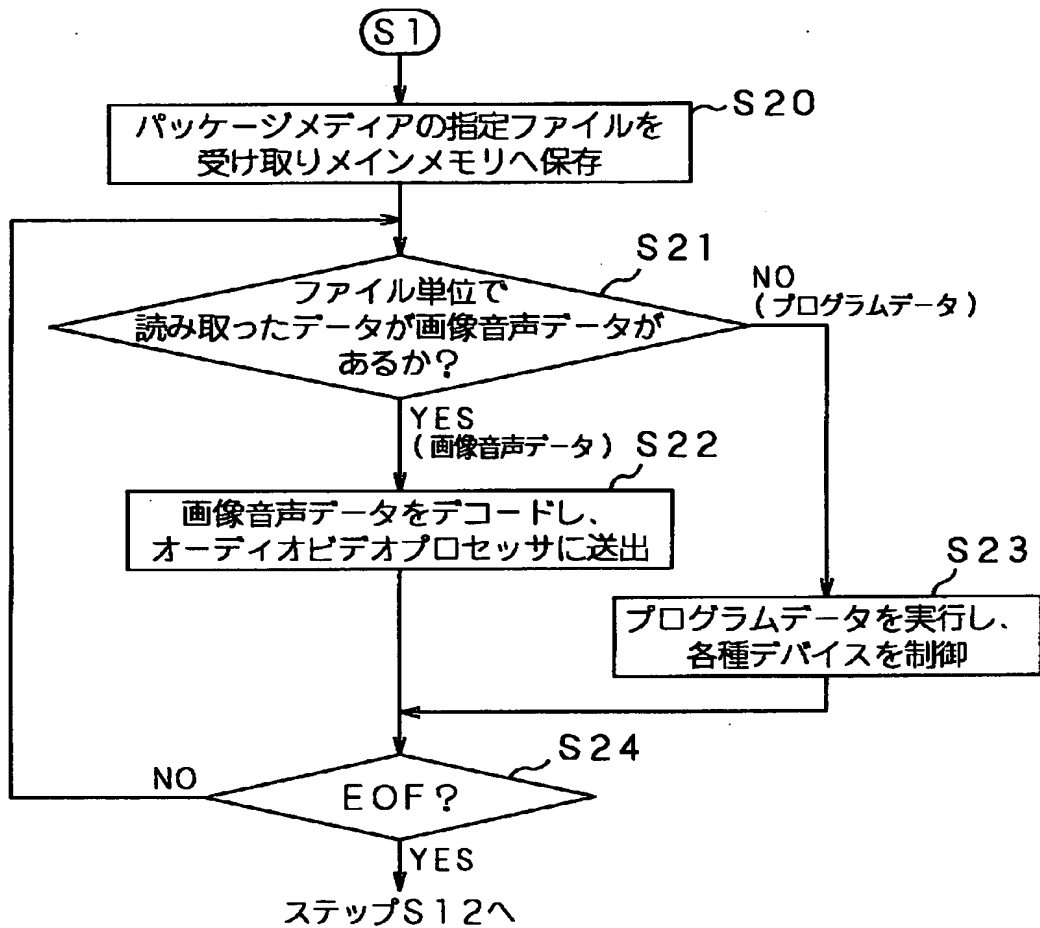 S1
S20
パッケージメディアの指定ファイルを
受け取りメインメモリへ保存
S21
ファイル単位で
読み取ったデータが画像音声データが
あるか?
NO
(プログラムデータ)
YES
(画像音声データ)
S22
画像音声データをデコードし、
オーディオビデオプロセッサに送出
S23
プログラムデータを実行し、
各種デバイスを制御
S24
EOF?
NO
YES
ステップS12へ